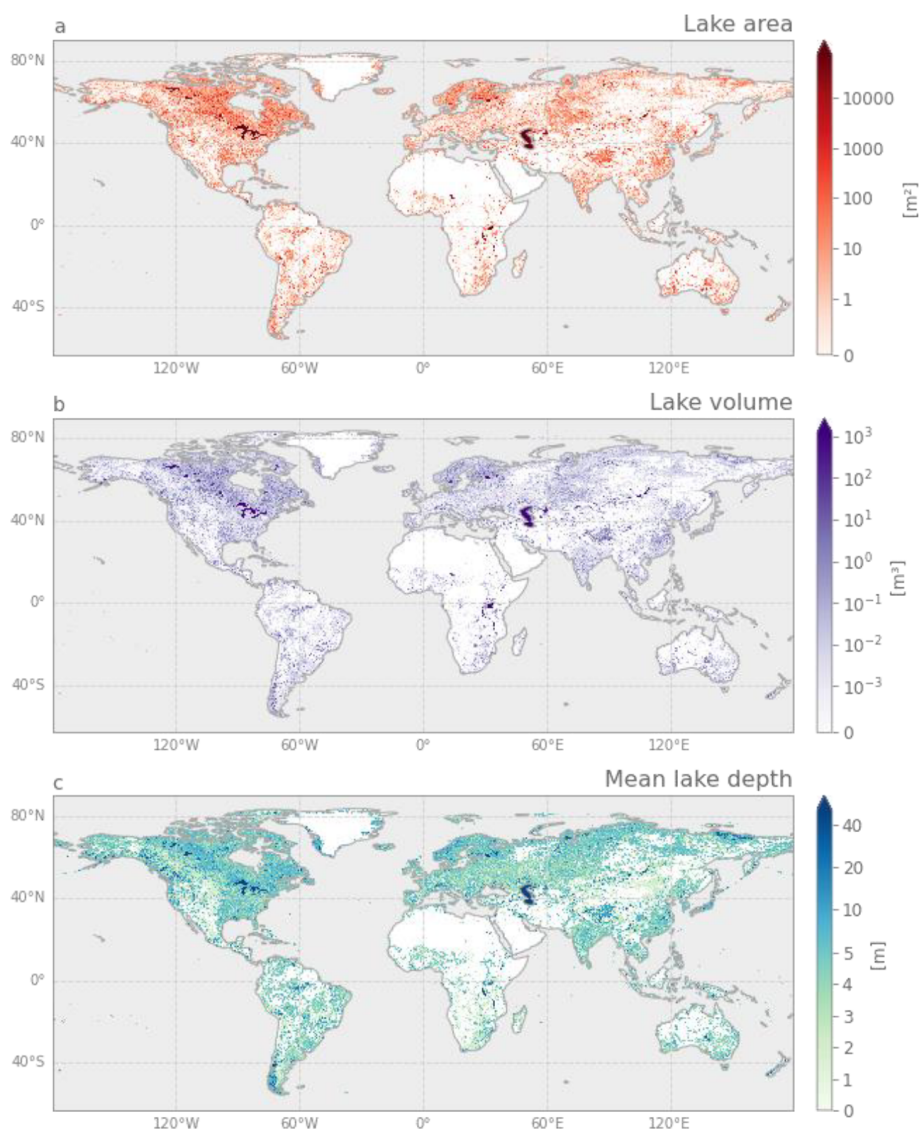 a Lake area
80°N
40°N
0°
40°S
120°W 60°W 0° 60°E 120°E
10000
1000
100
10
1
0
[m²]
b Lake volume
80°N
40°N
0°
40°S
120°W 60°W 0° 60°E 120°E
10³
10²
10¹
10⁰
10⁻¹
10⁻²
10⁻³
0
[m³]
c Mean lake depth
80°N
40°N
0°
40°S
120°W 60°W 0° 60°E 120°E
40
20
10
5
4
3
2
1
0
[m]